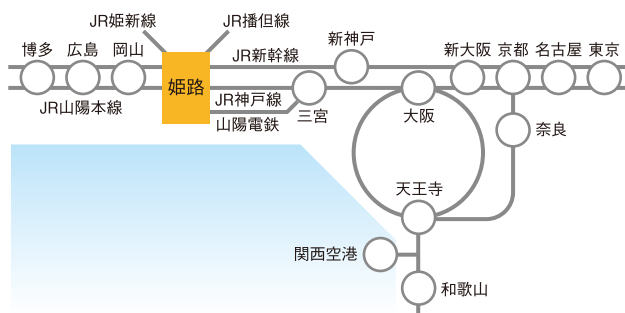 JR姫新線
JR播但線
博多
広島
岡山
姫路
JR新幹線
新神戸
新大阪
京都
名古屋
東京
JR山陽本線
JR神戸線
山陽電鉄
三宮
大阪
奈良
天王寺
関西空港
和歌山